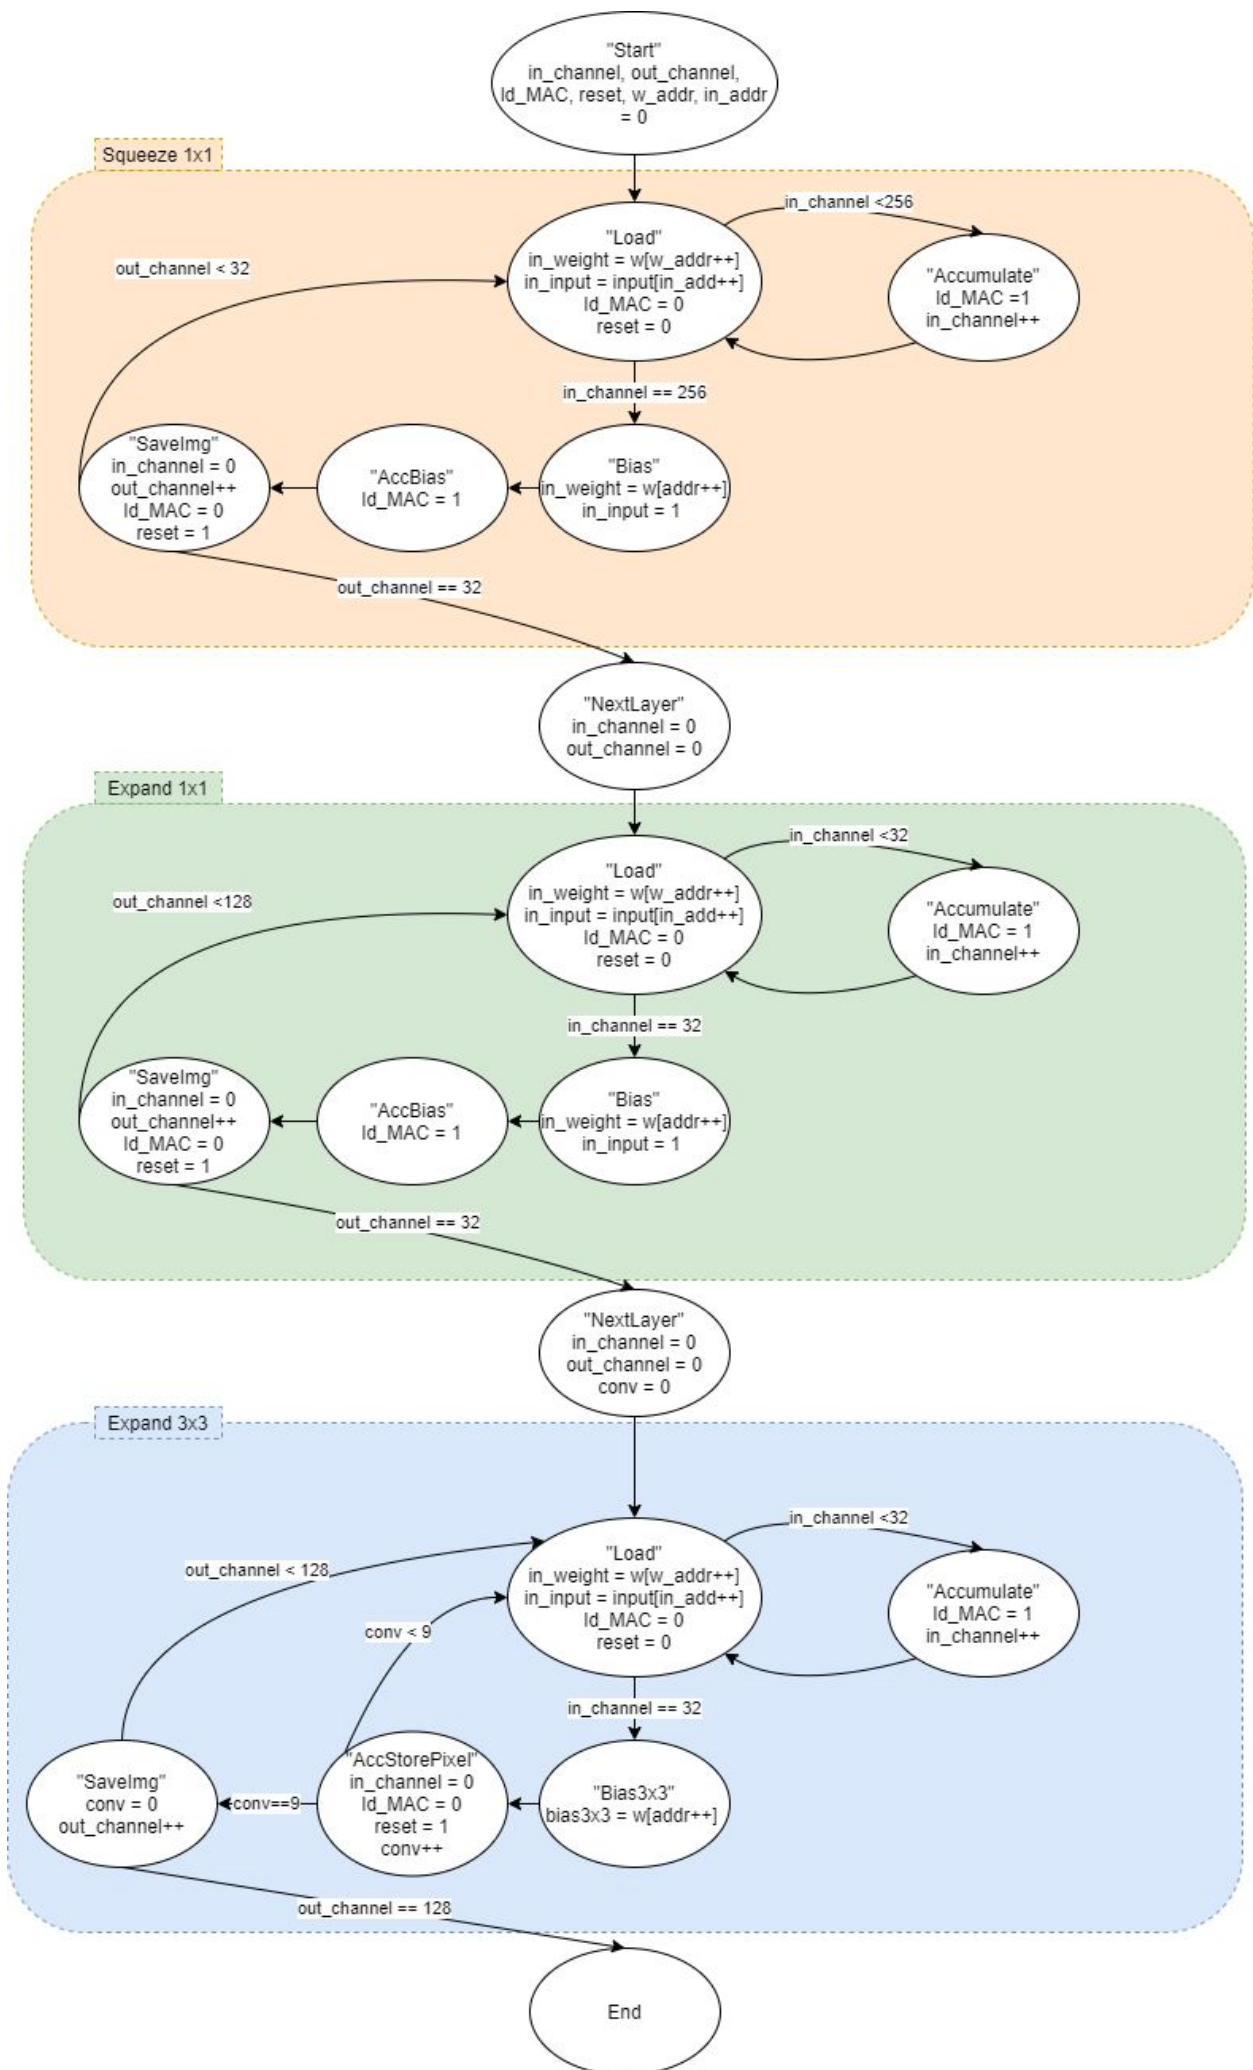 "Start"
in_channel, out_channel,
ld_MAC, reset, w_addr, in_addr
= 0
Squeeze 1x1
in_channel <256
"Load"
in_weight = w[w_addr++]
in_input = input[in_add++]
ld_MAC = 0
reset = 0
"Accumulate"
ld_MAC =1
in_channel++
out_channel < 32
in_channel == 256
"SaveImg"
in_channel = 0
out_channel++
ld_MAC = 0
reset = 1
"AccBias"
ld_MAC = 1
"Bias"
in_weight = w[addr++]
in_input = 1
out_channel == 32
"NextLayer"
in_channel = 0
out_channel = 0
Expand 1x1
in_channel <32
"Load"
in_weight = w[w_addr++]
in_input = input[in_add++]
ld_MAC = 0
reset = 0
"Accumulate"
ld_MAC = 1
in_channel++
out_channel <128
in_channel == 32
"SaveImg"
in_channel = 0
out_channel++
ld_MAC = 0
reset = 1
"AccBias"
ld_MAC = 1
"Bias"
in_weight = w[addr++]
in_input = 1
out_channel == 32
"NextLayer"
in_channel = 0
out_channel = 0
conv = 0
Expand 3x3
in_channel <32
"Load"
in_weight = w[w_addr++]
in_input = input[in_add++]
ld_MAC = 0
reset = 0
"Accumulate"
ld_MAC = 1
in_channel++
out_channel < 128
conv < 9
in_channel == 32
"SaveImg"
conv = 0
out_channel++
conv==9
"AccStorePixel"
in_channel = 0
ld_MAC = 0
reset = 1
conv++
"Bias3x3"
bias3x3 = w[addr++]
out_channel == 128
End